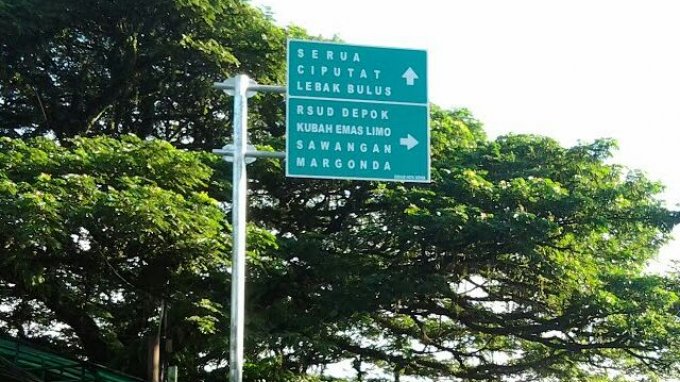 SERUA
CIPUTAT
LEBAK BULUS
RSUD DEPOK
KUBAH EMAS LIMO
SAWANGAN
MARGONDA